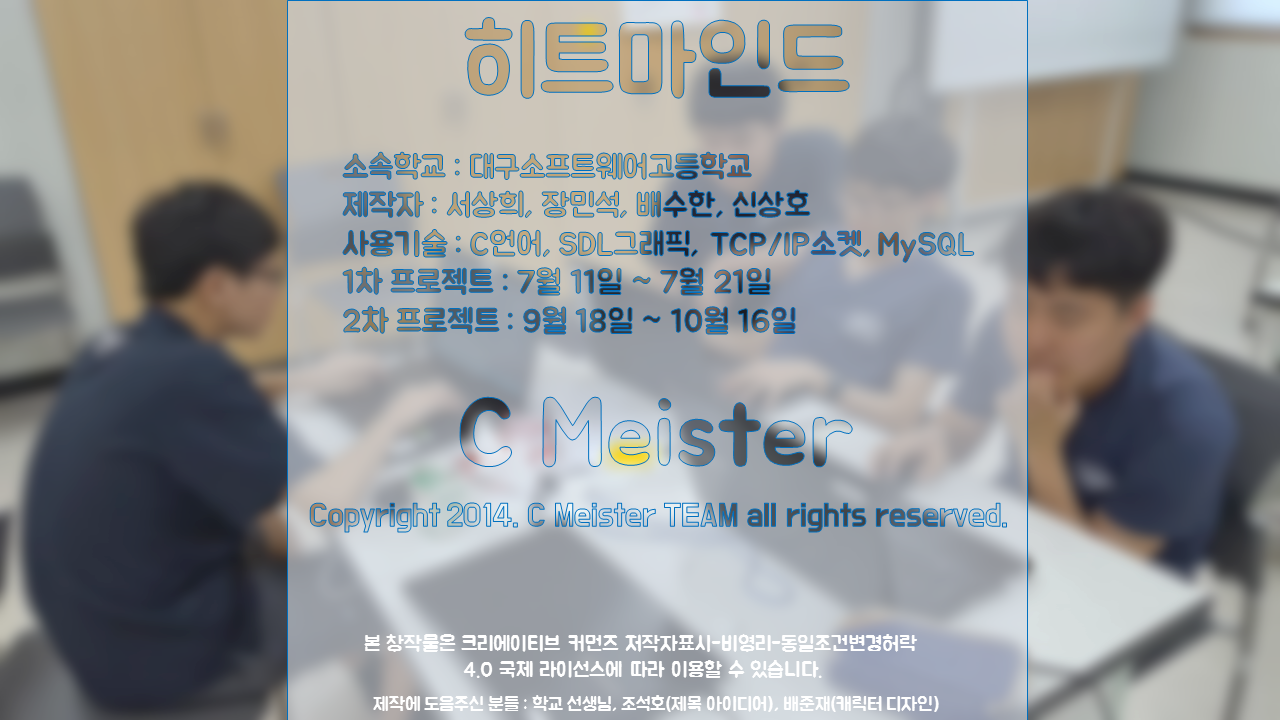 히트마인드
소속학교 : 대구소프트웨어고등학교
제작자 : 서상희, 장민석, 배수한, 신상호
사용기술 : C언어, SDL그래픽, TCP/IP소켓, MySQL
1차 프로젝트 : 7월 11일 ~ 7월 21일
2차 프로젝트 : 9월 18일 ~ 10월 16일
C Meister
Copyright 2014. C Meister TEAM all rights reserved.
본 창작물은 크리에이티브 커먼즈 저작자표시-비영리-동일조건변경허락
4.0 국제 라이선스에 따라 이용할 수 있습니다.
제작에 도움주신 분들 : 학교 선생님, 조석호(제목 아이디어), 배준재(캐릭터 디자인)